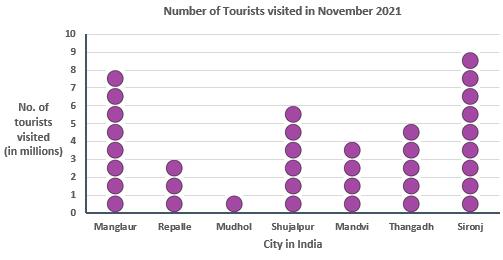 Number of Tourists visited in November 2021
10
9
8
7
6
5
4
3
2
1
0
No. of
tourists
visited
(in millions)
Manglaur Repalle Mudhol Shujalpur Mandvi Thangadh Sironj
City in India